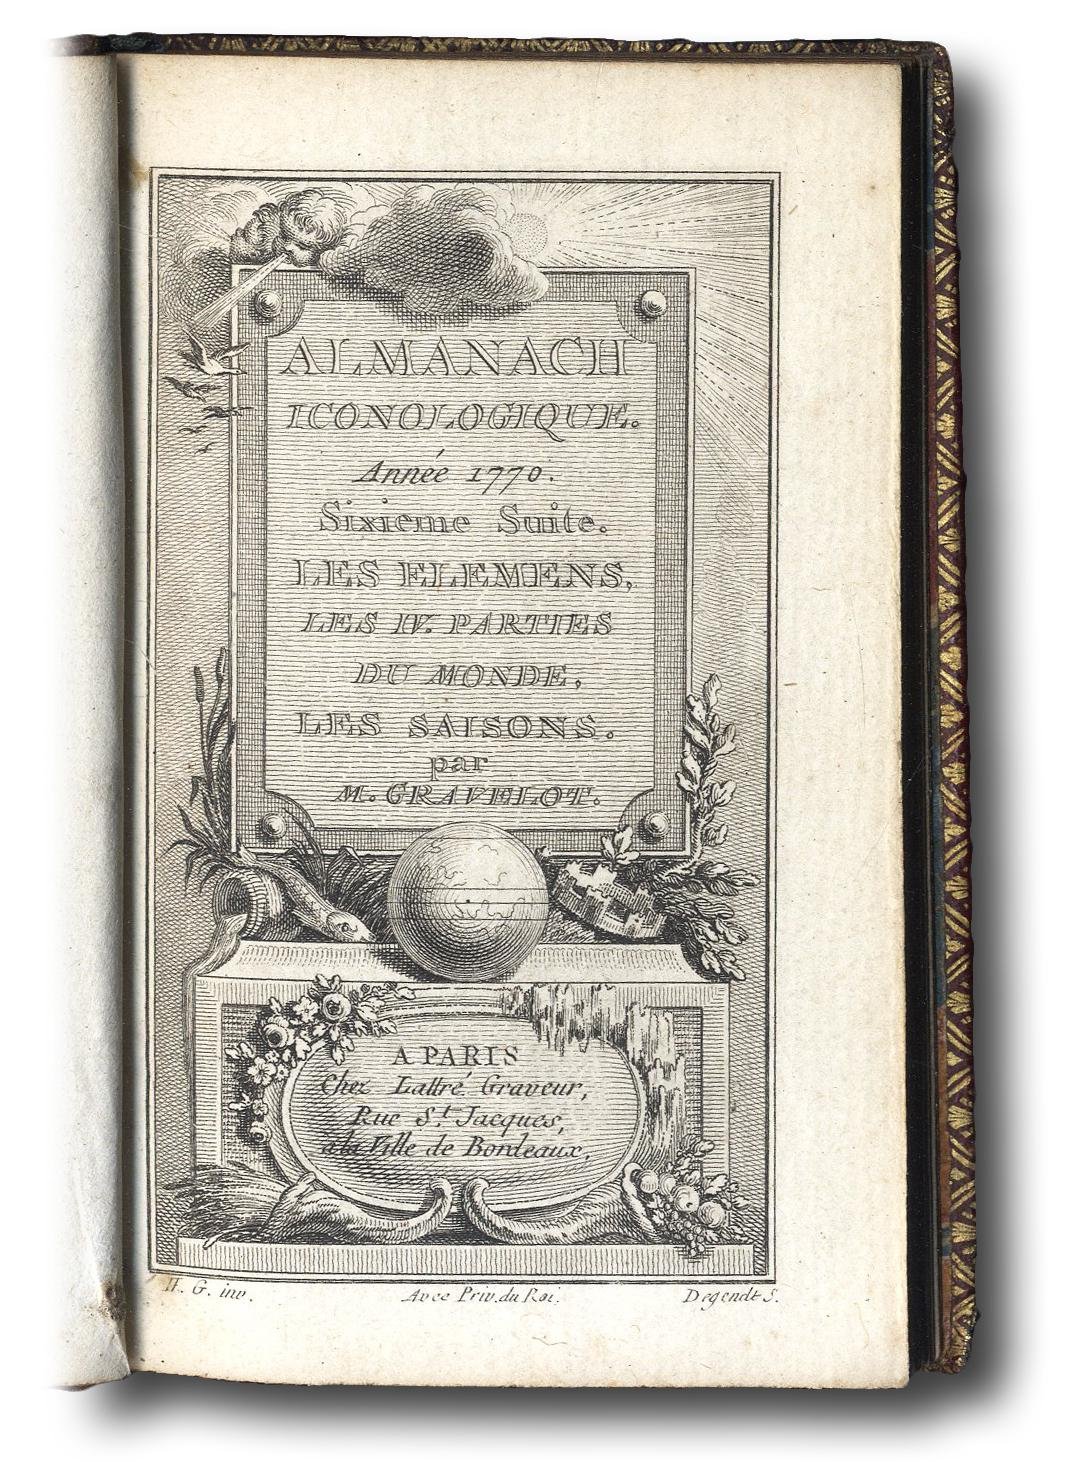 ALMANACH
ICONOLOGIQUE.
Année 1770.
Sixieme Suite.
LES ELEMENS,
LES IV. PARTIES
DU MONDE,
LES SAISONS.
par
M. GRAVELOT.
A PARIS
Chez Lattré Graveur,
Rue S.t Jacques,
a la Ville de Bordeaux,
H. G. inv.
Avec Priv. du Roi.
Degendt S.